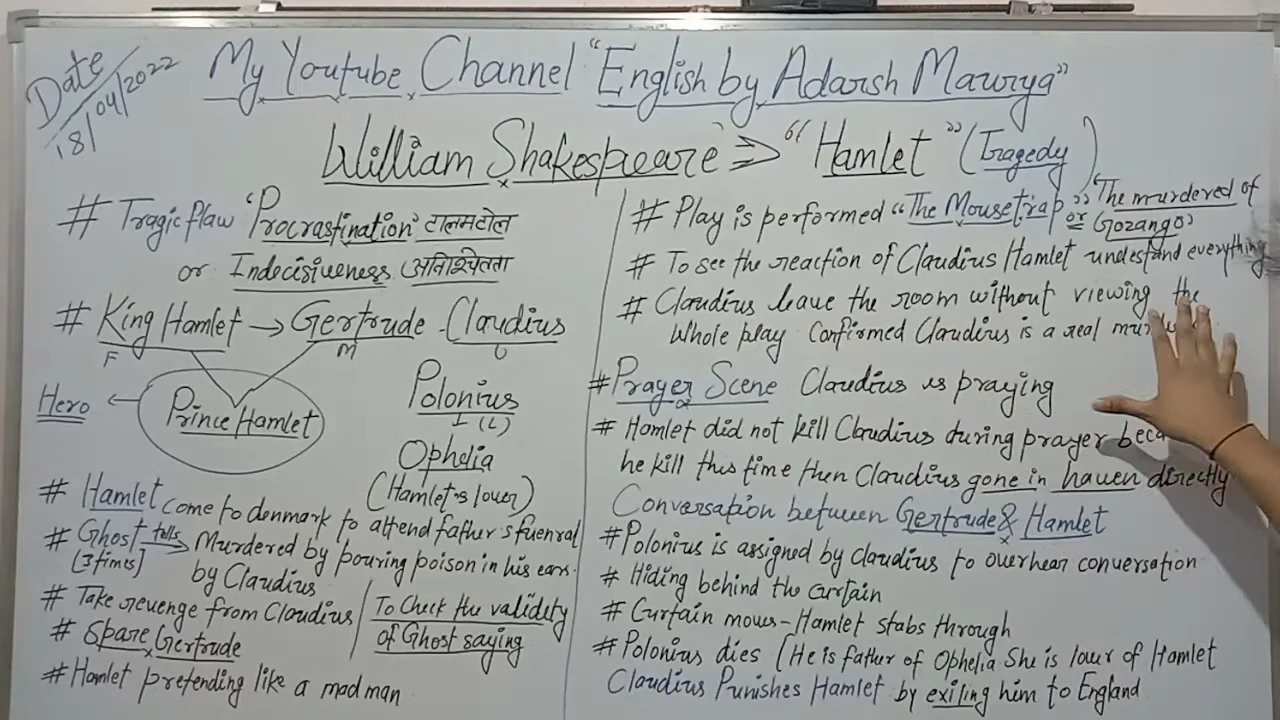 Date
18/04/2022
My Youtube Channel "English by Adarsh Maurya"
William Shakespeare ⇒ "Hamlet" (Tragedy)
# Tragic flaw 'Procrastination' टालमटोल
or Indecisiveness अनिश्चितता
# King Hamlet → Gertrude - Claudius
F M U
Hero ← Prince Hamlet
Polonius
I (L)
Ophelia
(Hamlet's lover)
# Hamlet come to denmark to attend father's fuenral
# Ghost tells → Murdered by pouring poison in his ears.
(3 times] by Claudius
# Take revenge from Claudius / To Check the validety
of Ghost saying
# Spare Gertrude
# Hamlet pretending like a mad man
# Play is performed "The Mousetrap" or "The murdered of
Gozango"
# To see the reaction of Claudius Hamlet undestand everything
# Claudius leave the room without viewing the
whole play Confirmed Claudius is a real
# Prayer Scene Claudius is praying
# Hamlet did not kill Claudius during prayer
he kill this time then Claudius gone in haven directly
Conversation between Gertrude & Hamlet
# Polonius is assigned by Claudius to overhear conversation
# Hiding behind the curtain
# Curtain moves - Hamlet stabs through
# Polonius dies (He is father of Ophelia She is lover of Hamlet
Claudius Punishes Hamlet by exiling him to England